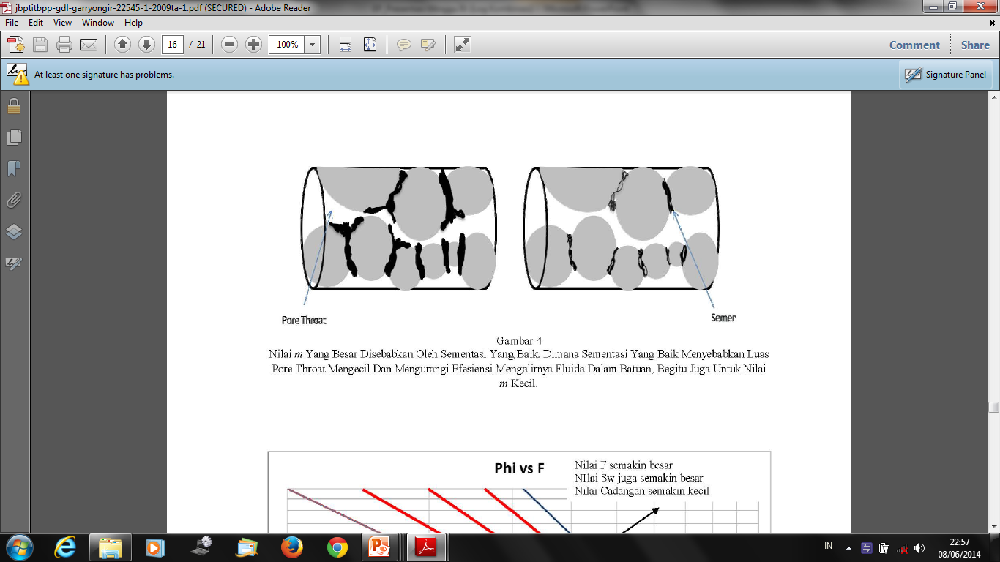 jbptitbpp-gdl-garryongir-22545-1-2009ta-1.pdf (SECURED) - Adobe Reader
File Edit View Window Help
16 / 21 100% Comment Share
At least one signature has problems. Signature Panel
Pore Throat
Semen
Gambar 4
Nilai m Yang Besar Disebabkan Oleh Sementasi Yang Baik, Dimana Sementasi Yang Baik Menyebabkan Luas
Pore Throat Mengecil Dan Mengurangi Efesiensi Mengalirnya Fluida Dalam Batuan, Begitu Juga Untuk Nilai
m Kecil.
Phi vs F
Nilai F semakin besar
NIlai Sw juga semakin besar
Nilai Cadangan semakin kecil
IN
22:57
08/06/2014